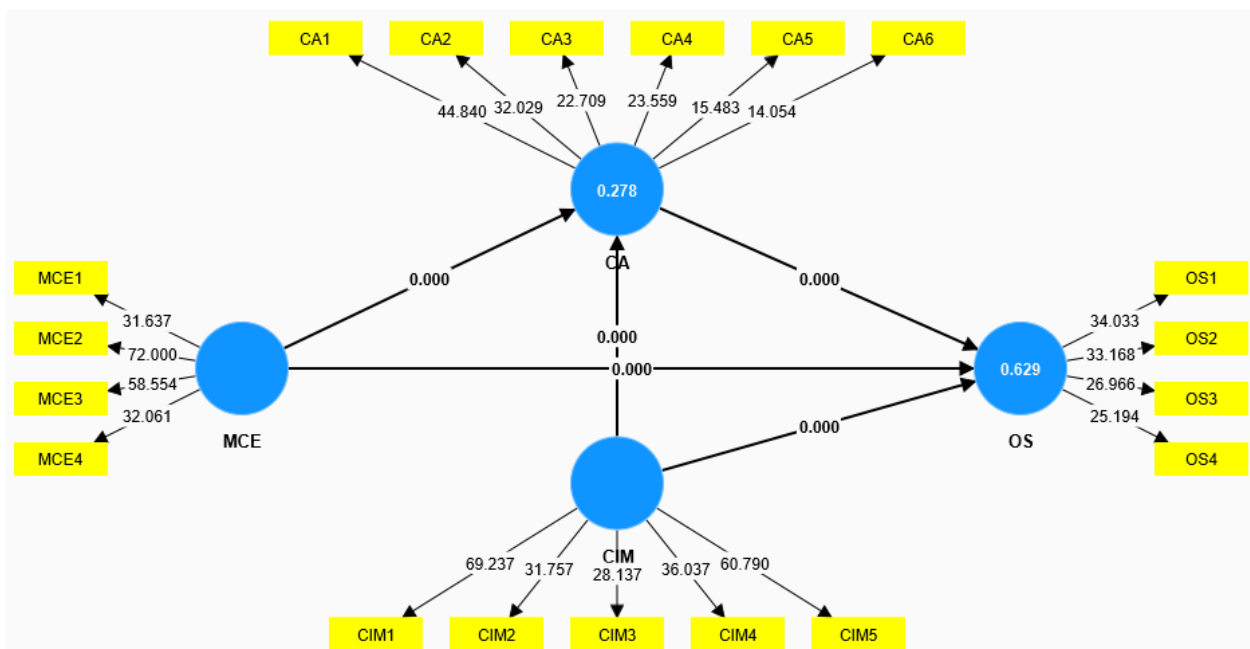 CA1 CA2 CA3 CA4 CA5 CA6
44.840 32.029 22.709 23.559 15.483 14.054
0.278
CA
MCE1
MCE2
MCE3
MCE4
31.637
72.000
58.554
32.061
MCE
0.000
0.000
0.000
0.000
0.000
0.629
OS
34.033
33.168
26.966
25.194
OS1
OS2
OS3
OS4
CIM
69.237 31.757 28.137 36.037 60.790
CIM1 CIM2 CIM3 CIM4 CIM5